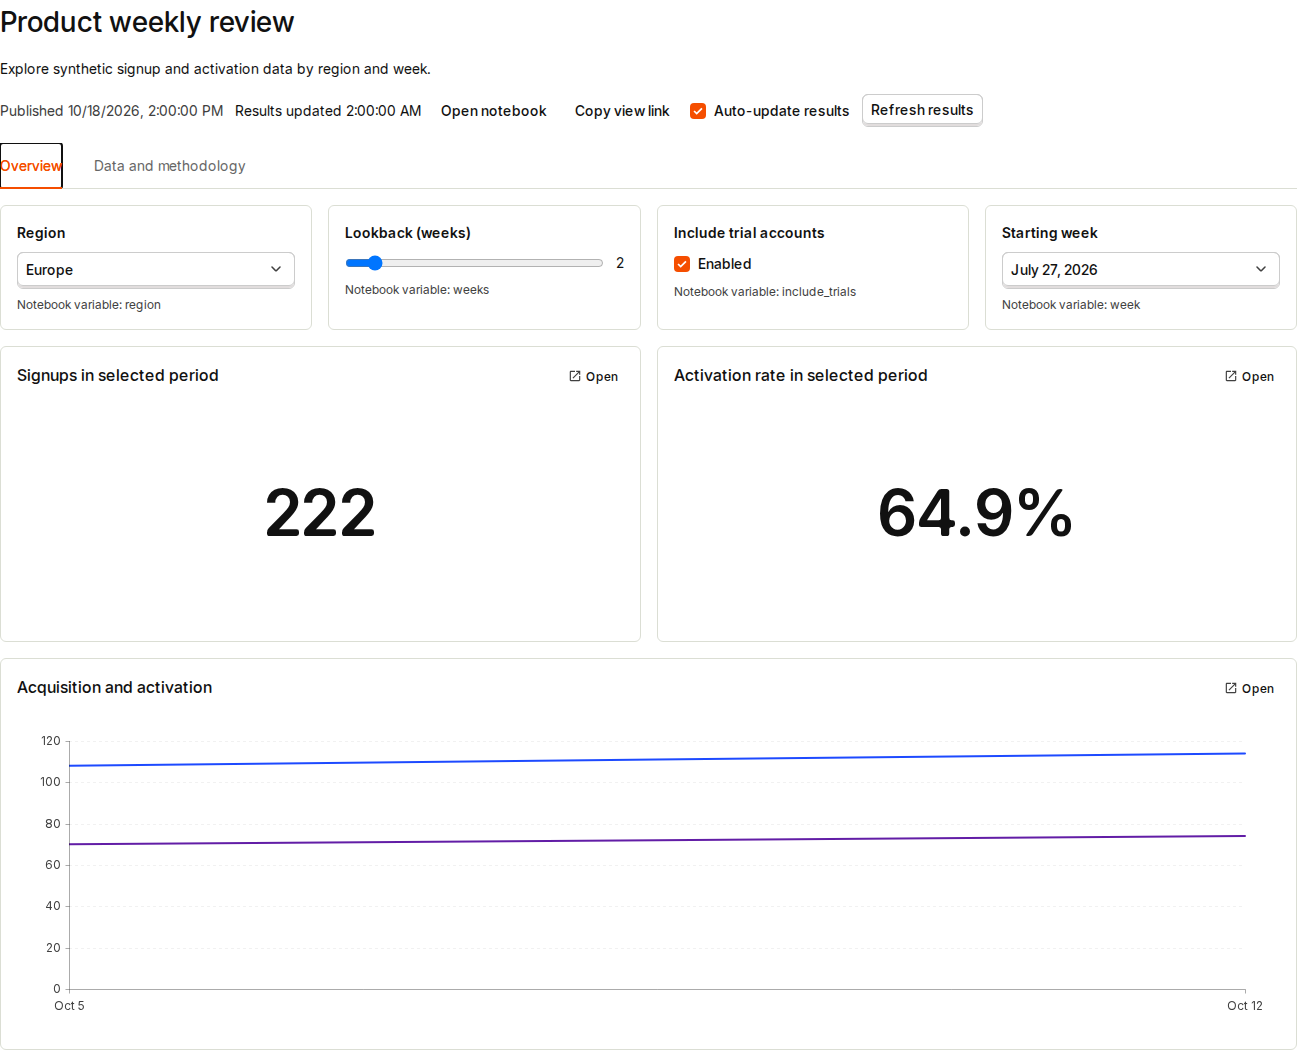 Product weekly review
Explore synthetic signup and activation data by region and week.
Published 10/18/2026, 2:00:00 PM Results updated 2:00:00 AM Open notebook Copy view link Auto-update results Refresh results
Overview Data and methodology
Region Lookback (weeks) Include trial accounts Starting week
Europe 2 Enabled July 27, 2026
Notebook variable: region Notebook variable: weeks Notebook variable: include_trials Notebook variable: week
Signups in selected period Open Activation rate in selected period Open
222 64.9%
Acquisition and activation Open
120
100
80
60
40
20
0
Oct 5 Oct 12